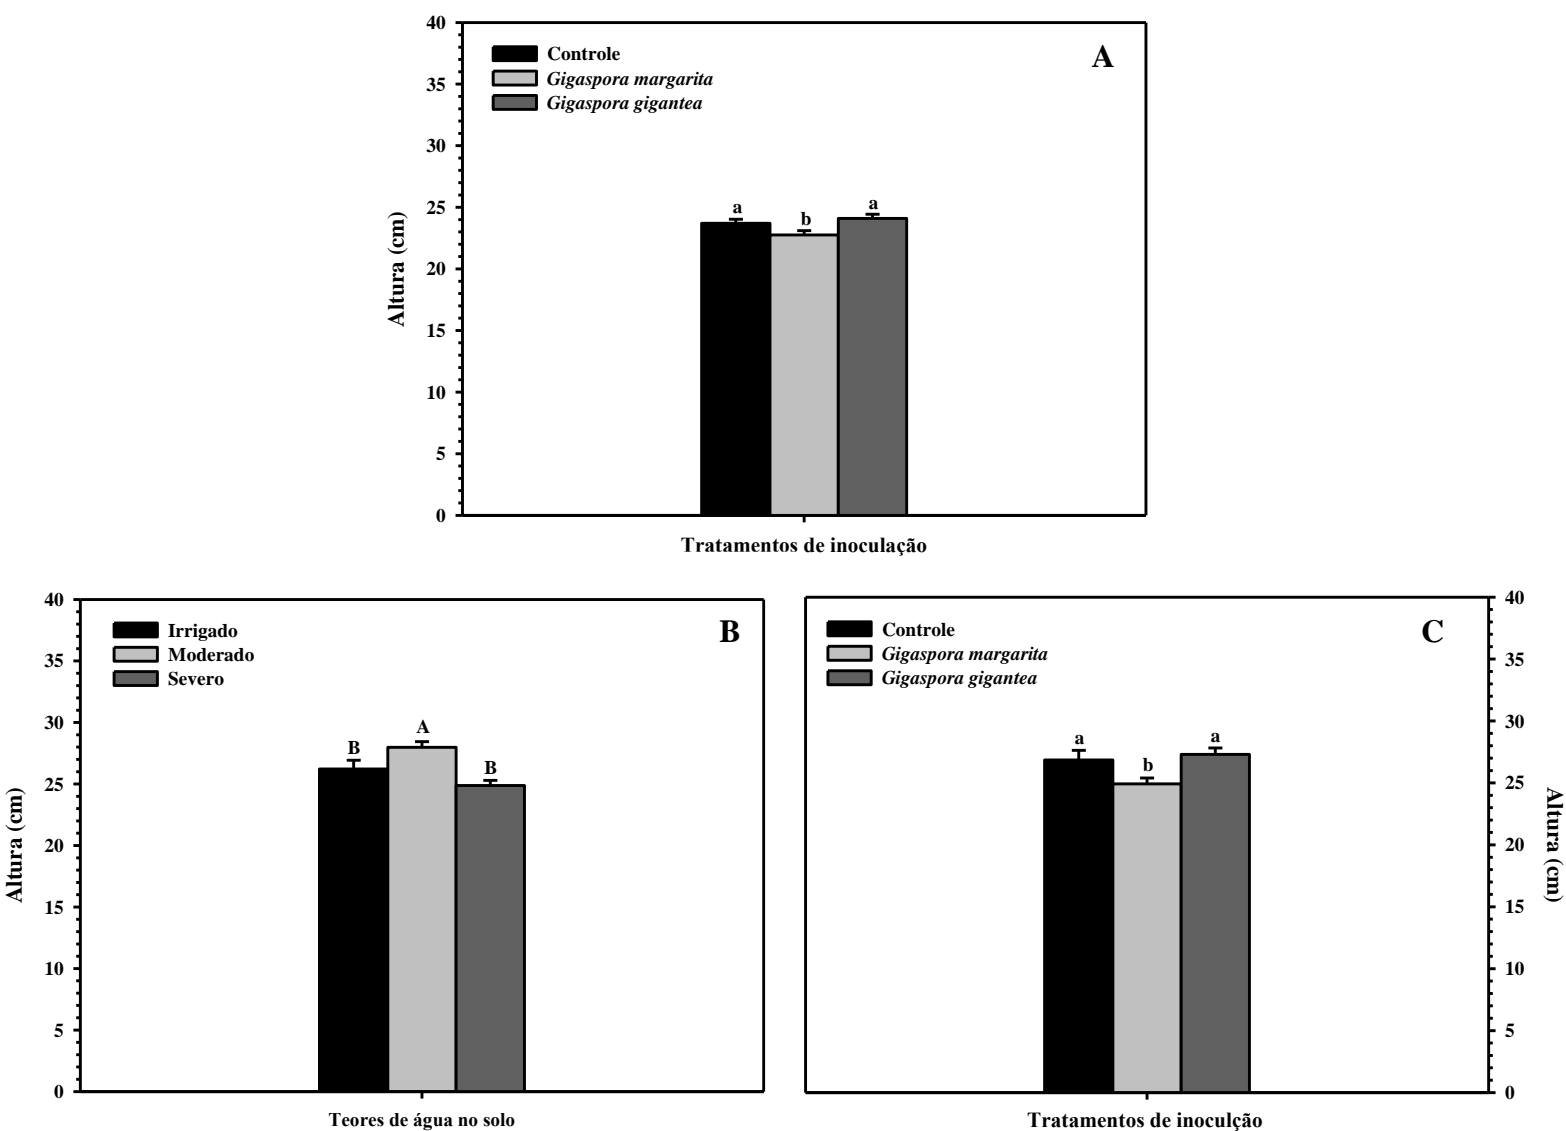 40
35
30
25
20
15
10
5
0
Altura (cm)
Controle
Gigaspora margarita
Gigaspora gigantea
A
a
b
a
Tratamentos de inoculação
40
35
30
25
20
15
10
5
0
Altura (cm)
Irrigado
Moderado
Severo
B
B
A
B
Teores de água no solo
Controle
Gigaspora margarita
Gigaspora gigantea
C
a
b
a
40
35
30
25
20
15
10
5
0
Altura (cm)
Tratamentos de inoculção